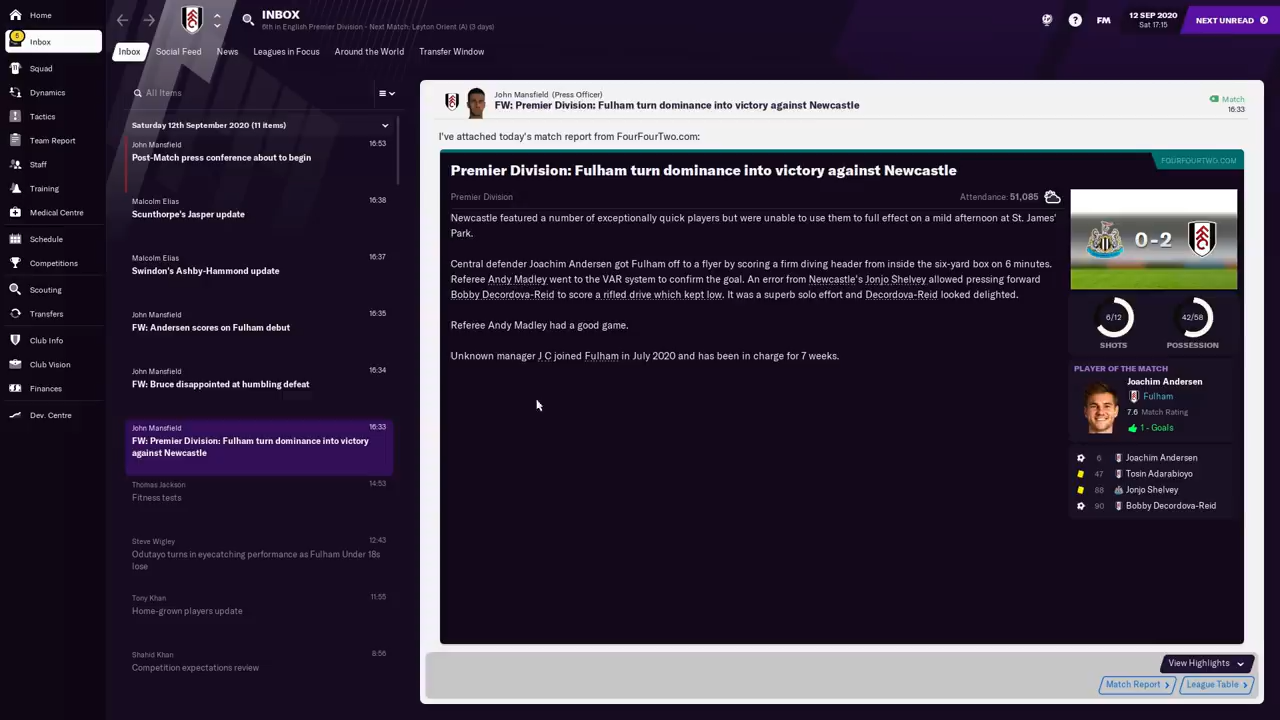 Home
5
Inbox
Squad
Dynamics
Tactics
Team Report
Staff
Training
Medical Centre
Schedule
Competitions
Scouting
Transfers
Club Info
Club Vision
Finances
Dev. Centre
INBOX
Next Match: Leyton Orient (A) (3 days)
FM
12 SEP 2020
Sat 17:15
NEXT UNREAD
Inbox
Social Feed
News
Leagues in Focus
Around the World
Transfer Window
All Items
Saturday 12th September 2020 (11 items)
John Mansfield
16:53
Post-Match press conference about to begin
Malcolm Elias
16:38
Scunthorpe's Jasper update
Malcolm Elias
16:37
Swindon's Ashby-Hammond update
John Mansfield
16:35
FW: Andersen scores on Fulham debut
John Mansfield
16:34
FW: Bruce disappointed at humbling defeat
John Mansfield
16:33
FW: Premier Division: Fulham turn dominance into victory
against Newcastle
Thomas Jackson
14:53
Fitness tests
Steve Wigley
12:43
Odutayo turns in eyecatching performance as Fulham Under 18s
lose
Tony Khan
11:55
Home-grown players update
Shahid Khan
8:56
Competition expectations review
John Mansfield (Press Officer)
FW: Premier Division: Fulham turn dominance into victory against Newcastle
Match
16:33
I've attached today's match report from FourFourTwo.com:
FOURFOURTWO.COM
Premier Division: Fulham turn dominance into victory against Newcastle
Premier Division
Attendance: 51,085
Newcastle featured a number of exceptionally quick players but were unable to use them to full effect on a mild afternoon at St. James'
Park.
Central defender Joachim Andersen got Fulham off to a flyer by scoring a firm diving header from inside the six-yard box on 6 minutes.
Referee Andy Madley went to the VAR system to confirm the goal. An error from Newcastle's Jonjo Shelvey allowed pressing forward
Bobby Decordova-Reid to score a rifled drive which kept low. It was a superb solo effort and Decordova-Reid looked delighted.
Referee Andy Madley had a good game.
Unknown manager J C joined Fulham in July 2020 and has been in charge for 7 weeks.
0-2
6/12
SHOTS
42/58
POSSESSION
PLAYER OF THE MATCH
Joachim Andersen
Fulham
7.6 Match Rating
1 - Goals
6 Joachim Andersen
47 Tosin Adarabioyo
88 Jonjo Shelvey
90 Bobby Decordova-Reid
View Highlights
Match Report
League Table